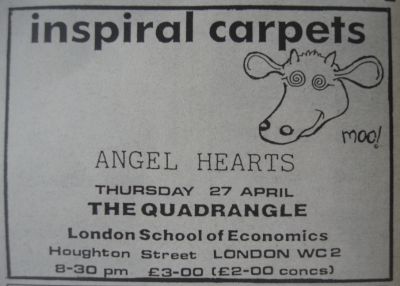 inspiral carpets
moo!
ANGEL HEARTS
THURSDAY 27 APRIL
THE QUADRANGLE
London School of Economics
Houghton Street LONDON WC2
8-30 pm £3-00 (£2-00 concs)